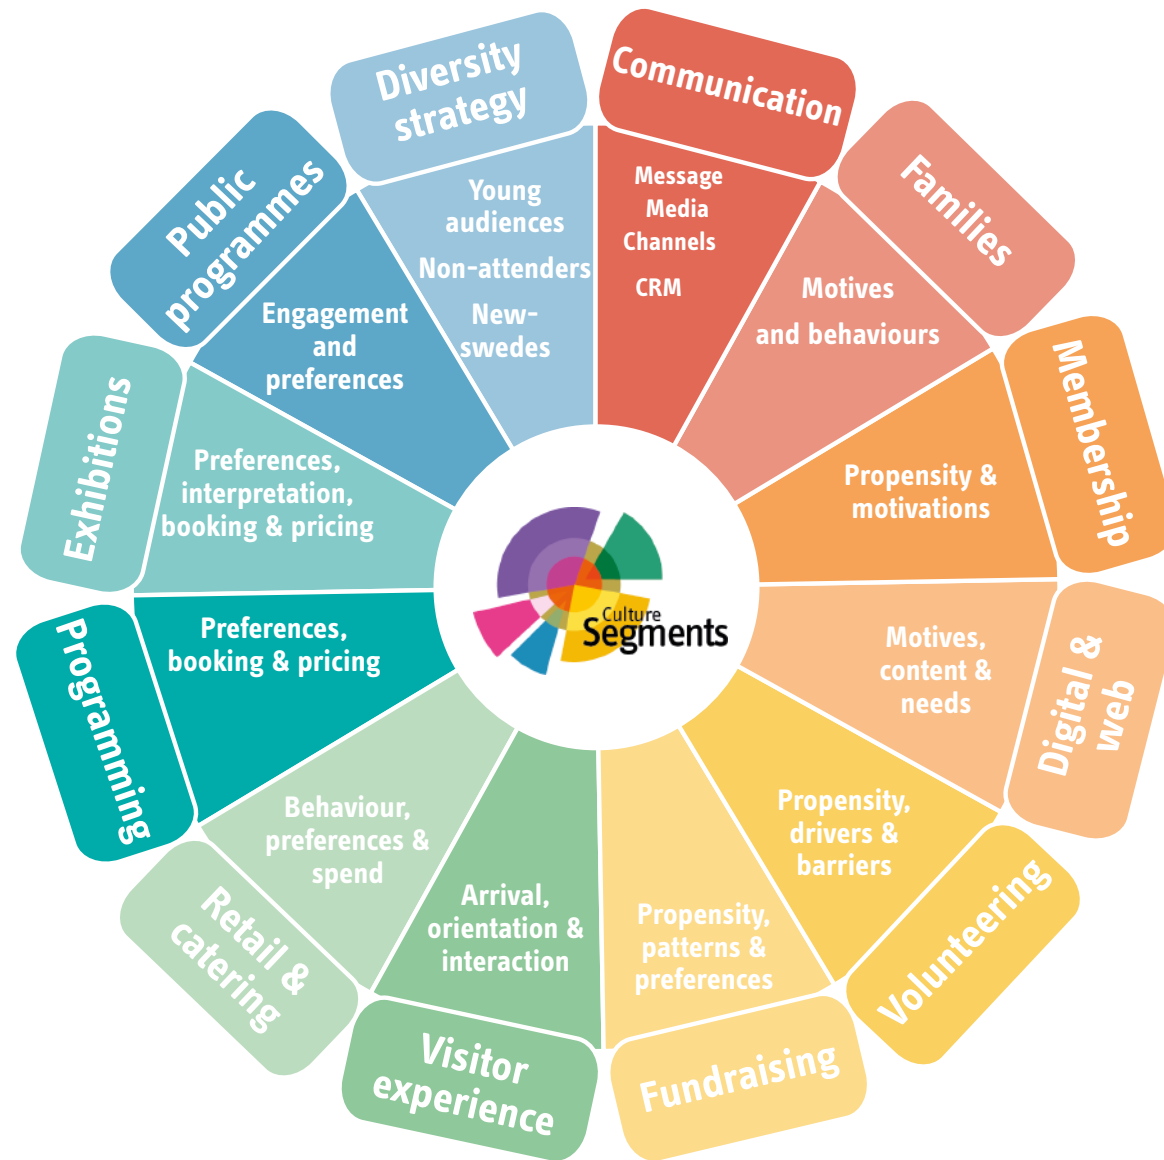 Communication
Message
Media
Channels
CRM
Families
Motives
and behaviours
Membership
Propensity &
motivations
Digital &
web
Motives,
content &
needs
Volunteering
Propensity,
drivers &
barriers
Fundraising
Propensity,
patterns &
preferences
Visitor
experience
Arrival,
orientation &
interaction
Retail &
catering
Behaviour,
preferences &
spend
Programming
Preferences,
booking & pricing
Exhibitions
Preferences,
interpretation,
booking & pricing
Public
programmes
Engagement
and
preferences
Diversity
strategy
Young
audiences
Non-attenders
New-
swedes
Culture
Segments